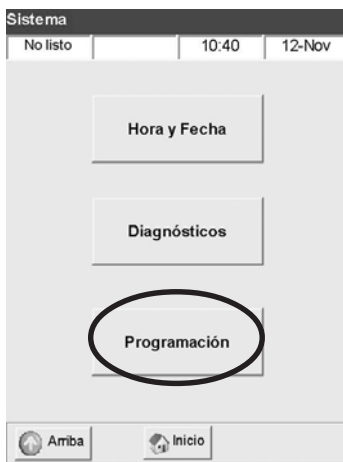 Sistema
No listo 10:40 12-Nov
Hora y Fecha
Diagnósticos
Programación
Arriba Inicio